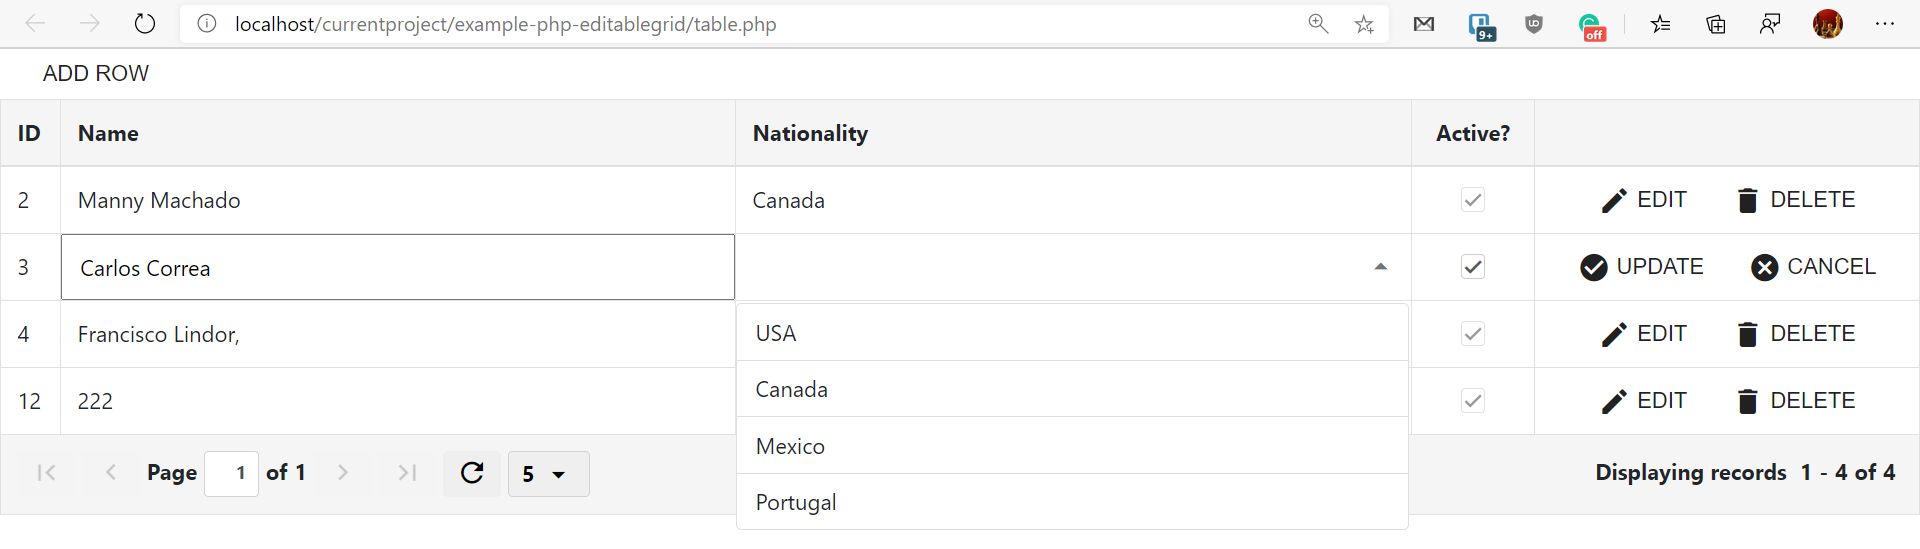 localhost/currentproject/example-php-editablegrid/table.php 9+ off
ADD ROW
ID Name Nationality Active?
2 Manny Machado Canada EDIT DELETE
3 Carlos Correa UPDATE CANCEL
4 Francisco Lindor, USA EDIT DELETE
Canada
12 222 EDIT DELETE
Mexico
Page 1 of 1 5 Displaying records 1 - 4 of 4
Portugal